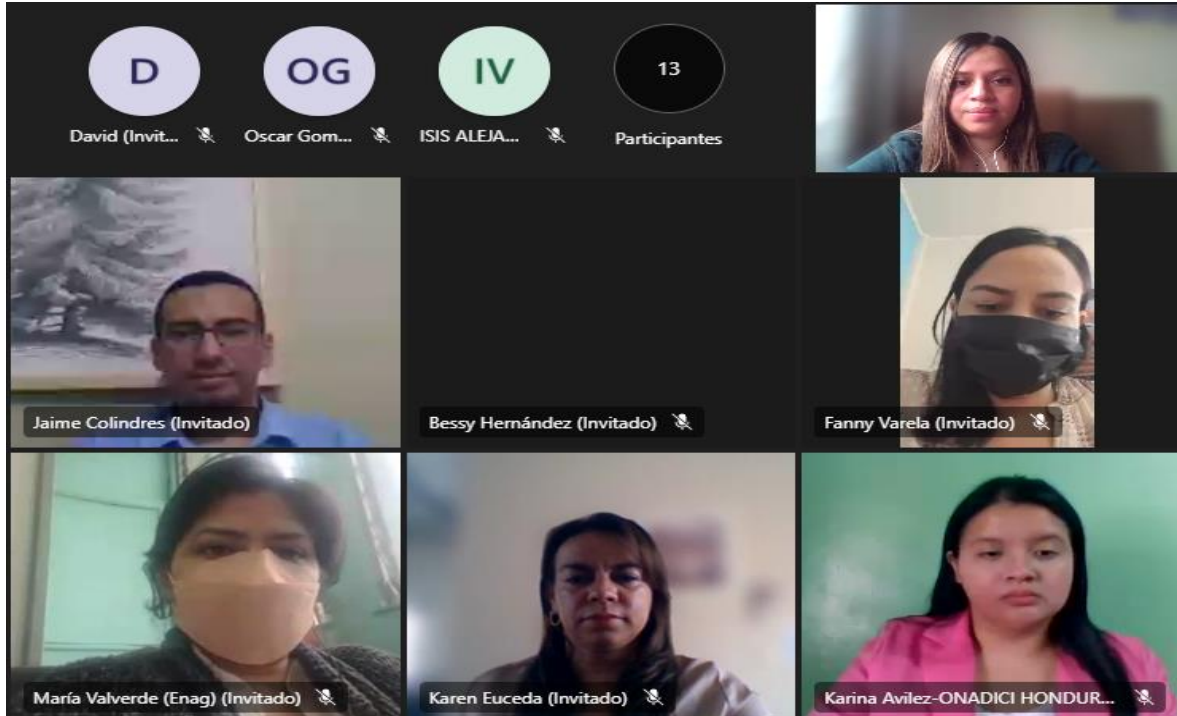 D
OG
IV
13
David (Invit...
Oscar Gom...
ISIS ALEJA...
Participantes
Jaime Colindres (Invitado)
Bessy Hernández (Invitado)
Fanny Varela (Invitado)
María Valverde (Enag) (Invitado)
Karen Euceda (Invitado)
Karina Avilez-ONADICI HONDUR...